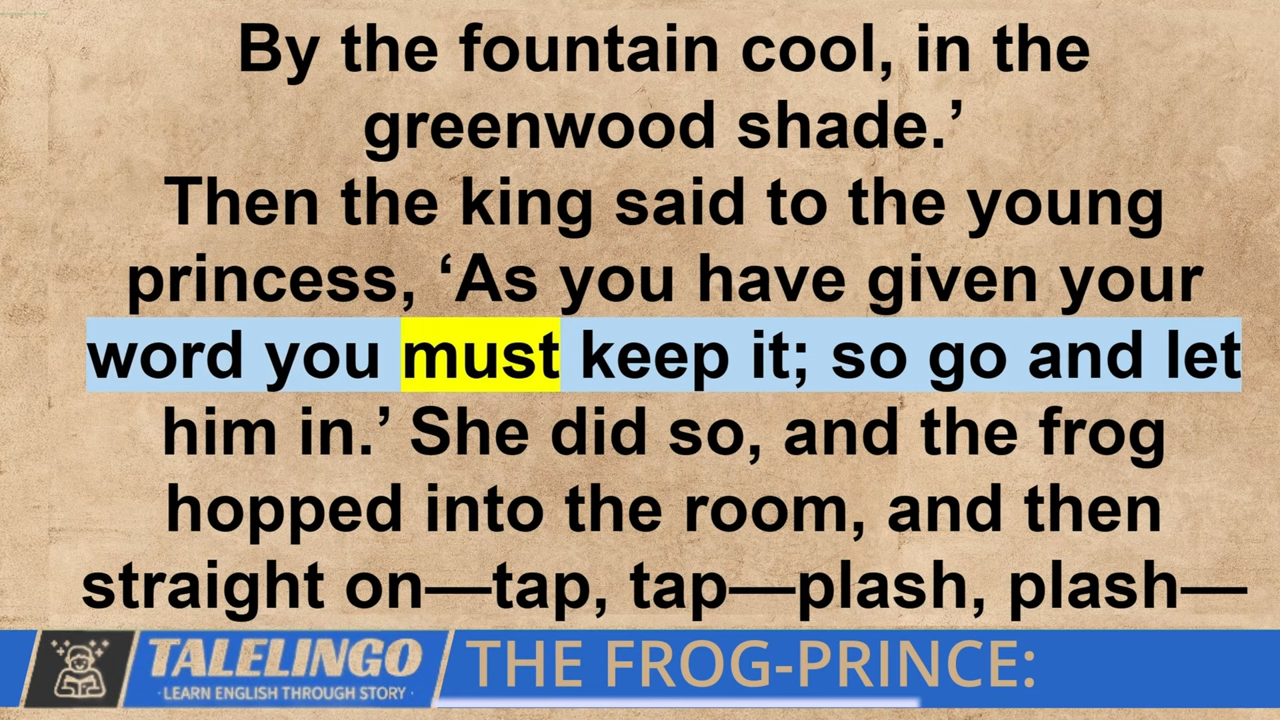 By the fountain cool, in the
greenwood shade.’
Then the king said to the young
princess, ‘As you have given your
word you must keep it; so go and let
him in.’ She did so, and the frog
hopped into the room, and then
straight on—tap, tap—plash, plash—
TALELINGO
· LEARN ENGLISH THROUGH STORY ·
THE FROG-PRINCE: